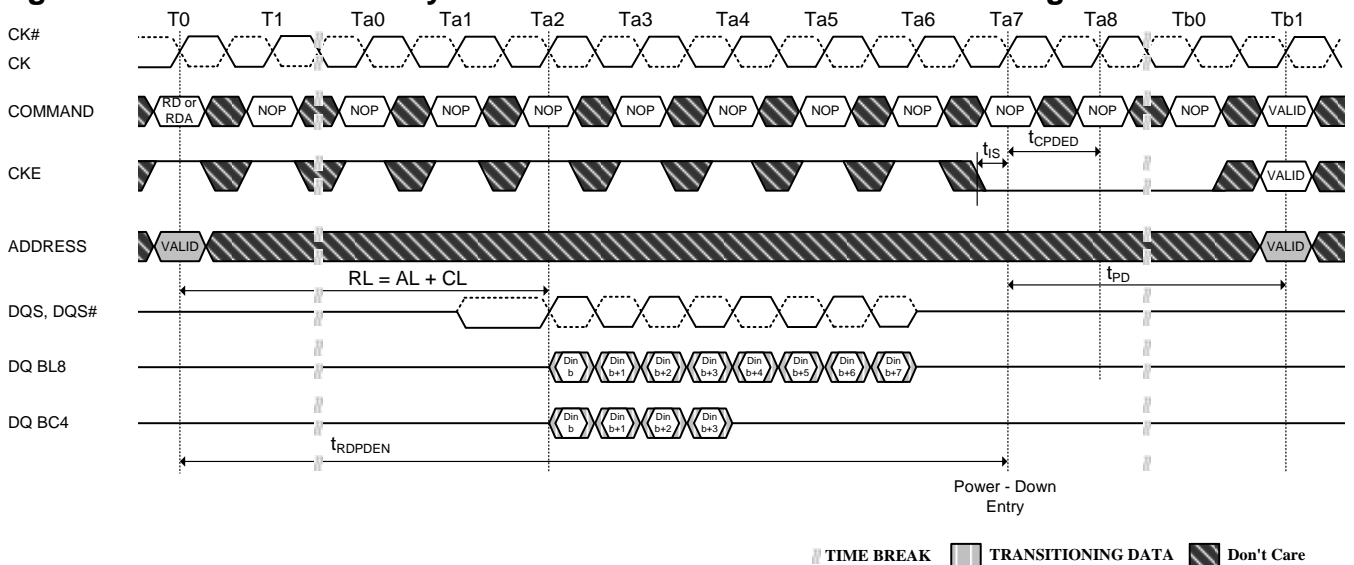 T0 T1 Ta0 Ta1 Ta2 Ta3 Ta4 Ta5 Ta6 Ta7 Ta8 Tb0 Tb1
CK#
CK
COMMAND
RD or
RDA
NOP NOP NOP NOP NOP NOP NOP NOP NOP NOP NOP VALID
tIS
tCPDED
CKE
VALID
ADDRESS
VALID
VALID
RL = AL + CL
tPD
DQS, DQS#
DQ BL8
Din
b
Din
b+1
Din
b+2
Din
b+3
Din
b+4
Din
b+5
Din
b+6
Din
b+7
DQ BC4
Din
b
Din
b+1
Din
b+2
Din
b+3
tRDPDEN
Power - Down
Entry
TIME BREAK
TRANSITIONING DATA
Don't Care